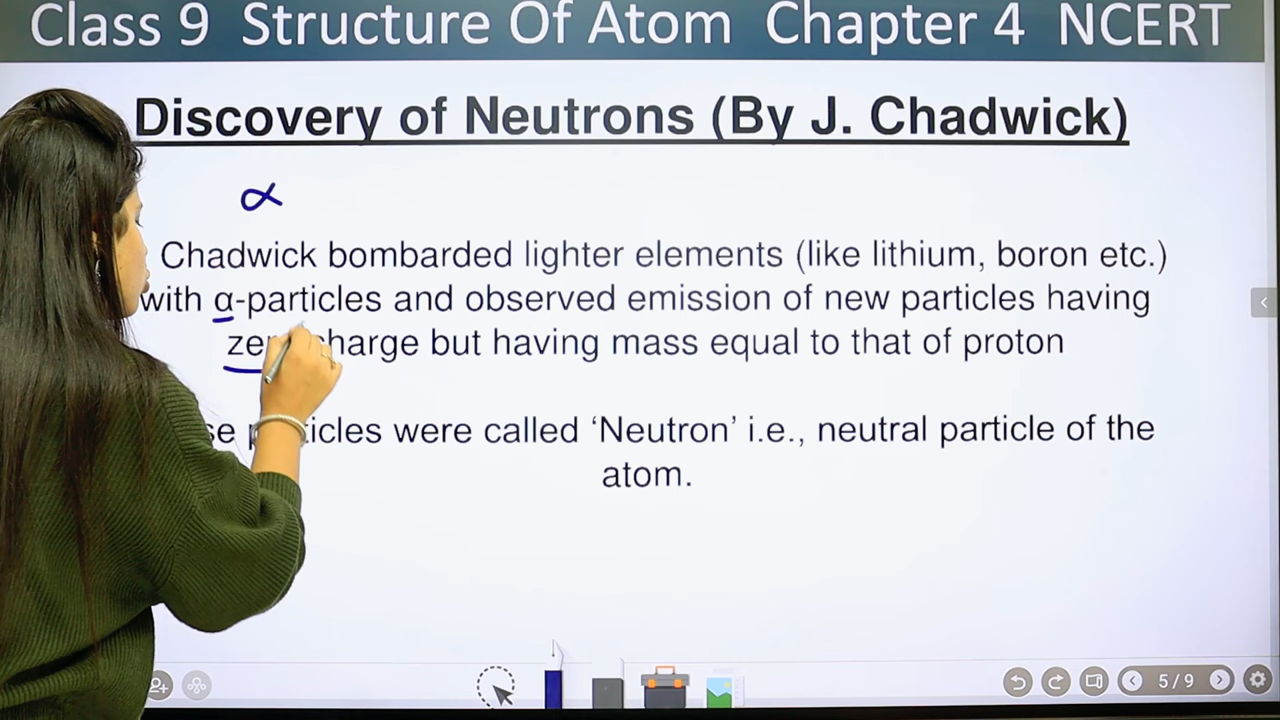 Class 9 Structure Of Atom Chapter 4 NCERT
Discovery of Neutrons (By J. Chadwick)
α
Chadwick bombarded lighter elements (like lithium, boron etc.)
with α-particles and observed emission of new particles having
charge but having mass equal to that of proton
were called ‘Neutron’ i.e., neutral particle of the
atom.
5/9